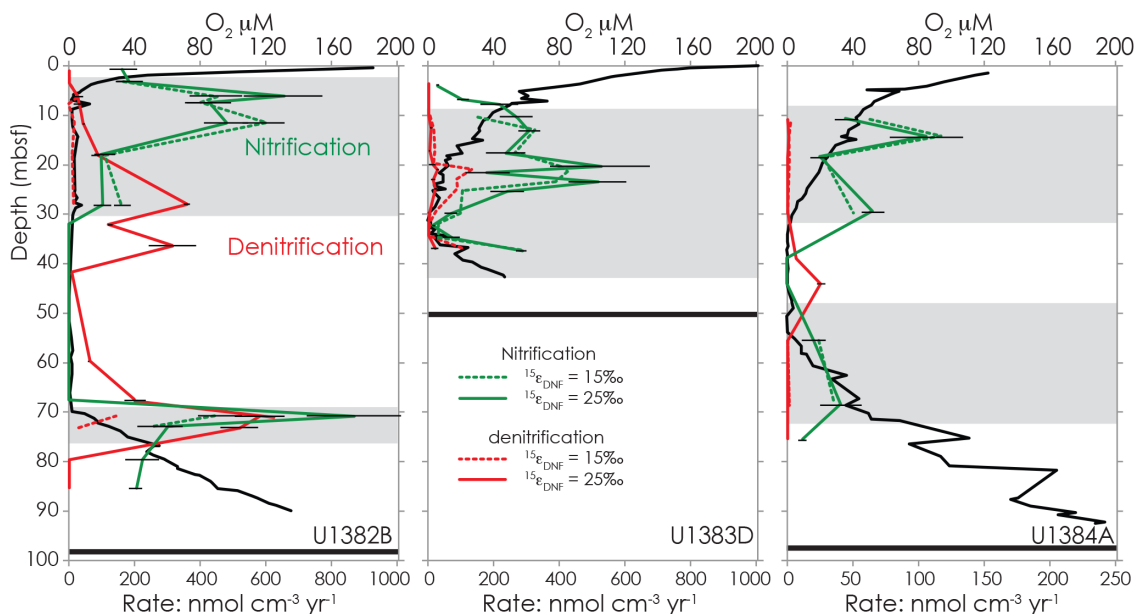 O₂ µM O₂ µM O₂ µM
0 40 80 120 160 200 0 40 80 120 160 200 0 40 80 120 160 200
0
10
20
30
40
50
60
70
80
90
100
Depth (mbsf)
Nitrification
Denitrification
Nitrification
¹⁵ε_DNF = 15‰
¹⁵ε_DNF = 25‰
denitrification
¹⁵ε_DNF = 15‰
¹⁵ε_DNF = 25‰
U1382B U1383D U1384A
0 200 400 600 800 1000 0 200 400 600 800 1000 0 50 100 150 200 250
Rate: nmol cm⁻³ yr⁻¹ Rate: nmol cm⁻³ yr⁻¹ Rate: nmol cm⁻³ yr⁻¹